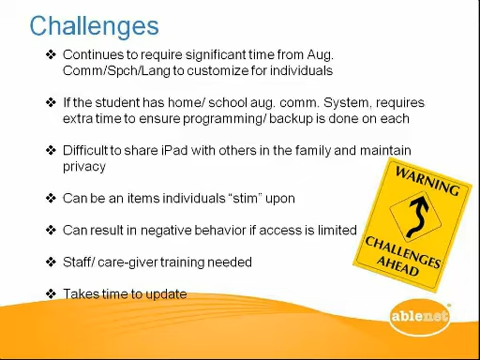 Challenges
❖ Continues to require significant time from Aug.
Comm/Spch/Lang to customize for individuals
❖ If the student has home/ school aug. comm. System, requires
extra time to ensure programming/ backup is done on each
❖ Difficult to share iPad with others in the family and maintain
privacy
❖ Can be an items individuals “stim” upon
❖ Can result in negative behavior if access is limited
❖ Staff/ care-giver training needed
❖ Takes time to update
WARNING
CHALLENGES
AHEAD
ablenet